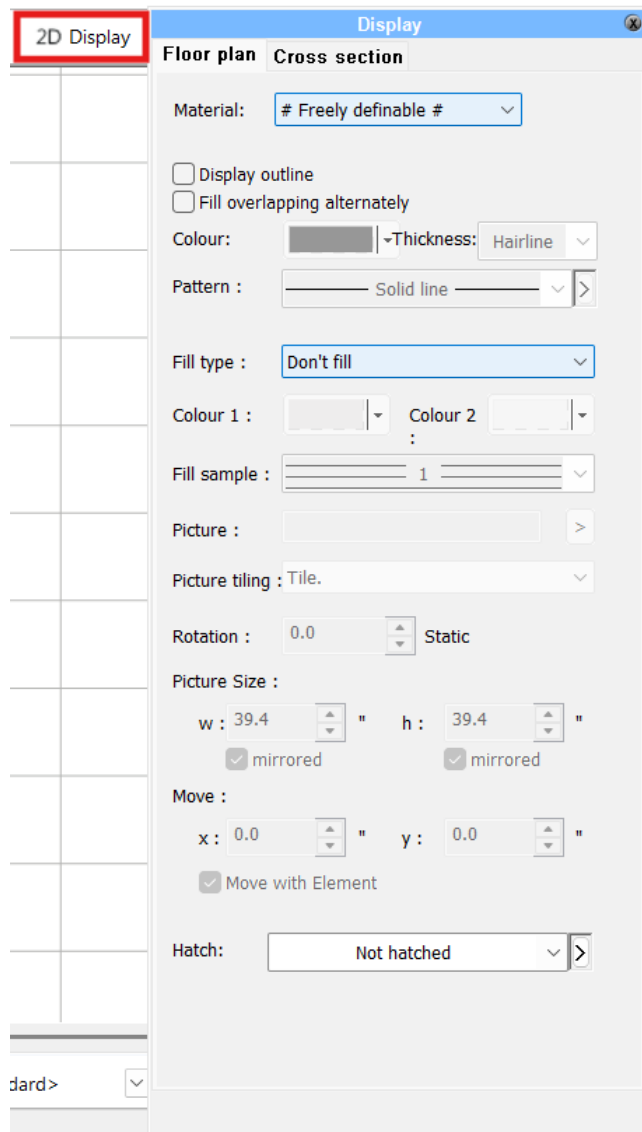 2D Display
Display
Floor plan Cross section
Material: # Freely definable #
Display outline
Fill overlapping alternately
Colour: Thickness: Hairline
Pattern : Solid line >
Fill type : Don't fill
Colour 1 : Colour 2 :
Fill sample : 1
Picture : >
Picture tiling : Tile.
Rotation : 0.0 Static
Picture Size :
w : 39.4 " h : 39.4 "
mirrored mirrored
Move :
x : 0.0 " y : 0.0 "
Move with Element
Hatch: Not hatched >
dard>